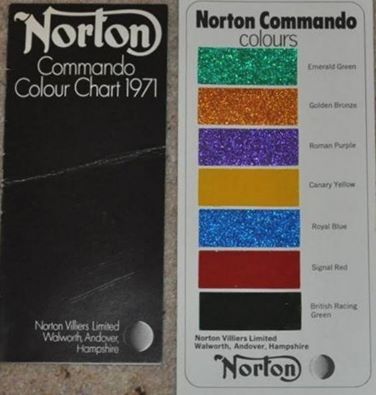 Norton
Commando
Colour Chart 1971
Norton Villiers Limited
Walworth, Andover,
Hampshire
Norton Commando
colours
Emerald Green
Golden Bronze
Roman Purple
Canary Yellow
Royal Blue
Signal Red
British Racing
Green
Norton Villiers Limited
Walworth, Andover, Hampshire
Norton